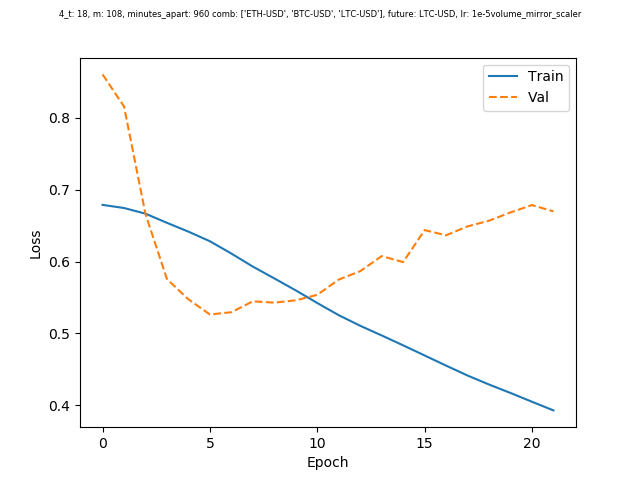 4_t: 18, m: 108, minutes_apart: 960 comb: ['ETH-USD', 'BTC-USD', 'LTC-USD'], future: LTC-USD, lr: 1e-5volume_mirror_scaler
Train
Val
0.8
0.7
0.6
0.5
0.4
Loss
0 5 10 15 20
Epoch